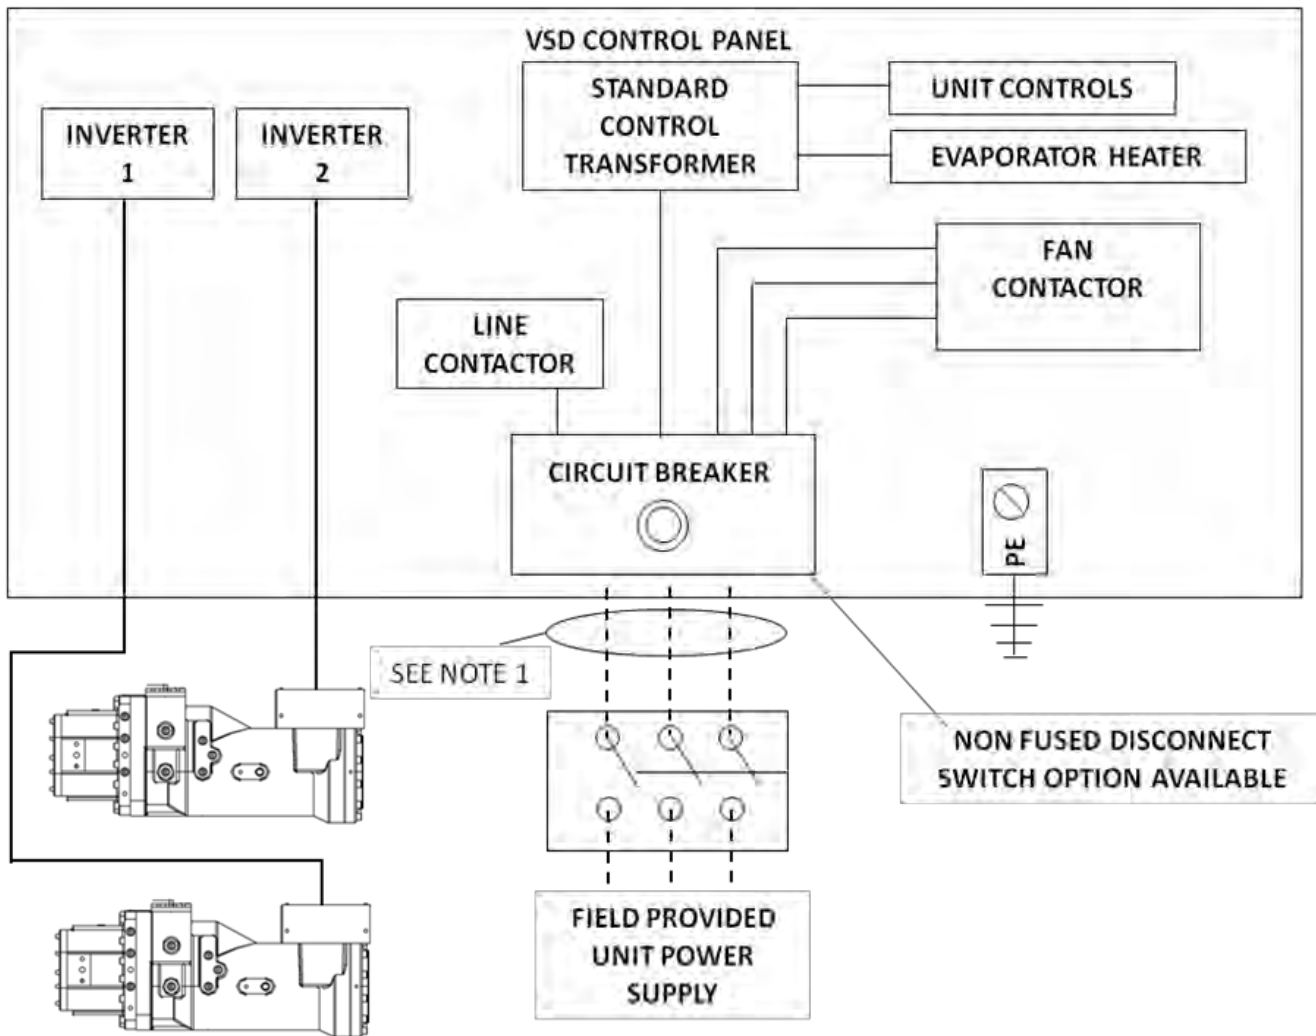 VSD CONTROL PANEL
STANDARD
CONTROL
TRANSFORMER
UNIT CONTROLS
EVAPORATOR HEATER
INVERTER
1
INVERTER
2
FAN
CONTACTOR
LINE
CONTACTOR
CIRCUIT BREAKER
PE
SEE NOTE 1
NON FUSED DISCONNECT
SWITCH OPTION AVAILABLE
FIELD PROVIDED
UNIT POWER
SUPPLY